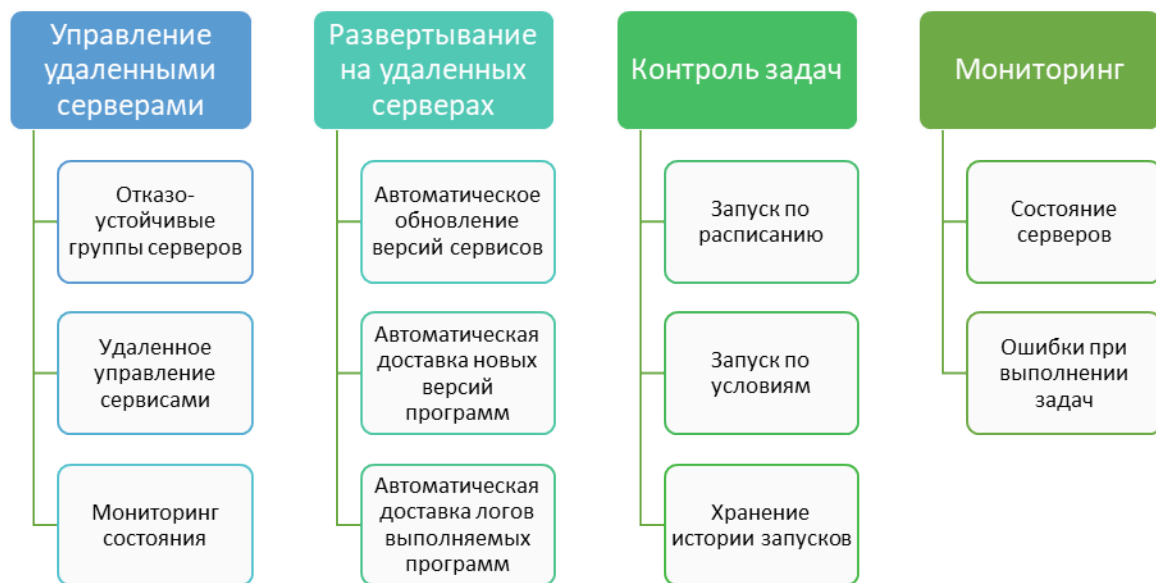 Управление
удаленными
серверами
Отказо-
устойчивые
группы серверов
Удаленное
управление
сервисами
Мониторинг
состояния
Развертывание
на удаленных
серверах
Автоматическое
обновление
версий сервисов
Автоматическая
доставка новых
версий
программ
Автоматическая
доставка логов
выполняемых
программ
Контроль задач
Запуск по
расписанию
Запуск по
условиям
Хранение
истории запусков
Мониторинг
Состояние
серверов
Ошибки при
выполнении
задач